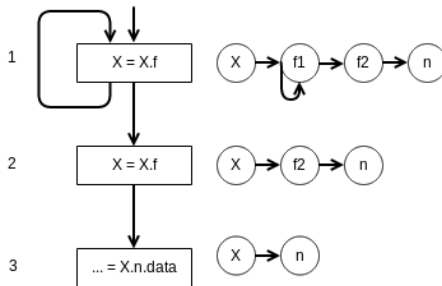 1 X = X.f X f1 f2 n
2 X = X.f X f2 n
3 ... = X.n.data X n